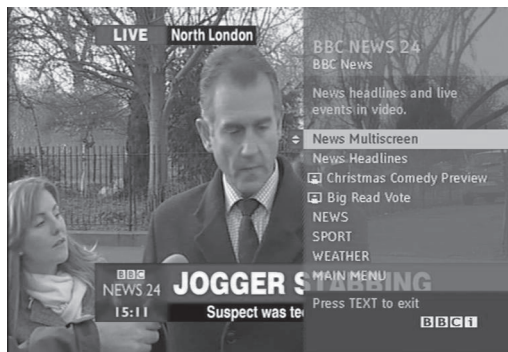 LIVE North London
BBC NEWS 24
BBC News
News headlines and live
events in video.
News Multiscreen
News Headlines
Christmas Comedy Preview
Big Read Vote
NEWS
SPORT
WEATHER
MAIN MENU
Press TEXT to exit
BBCi
BBC
NEWS 24
15:11
JOGGER STABBING
Suspect was